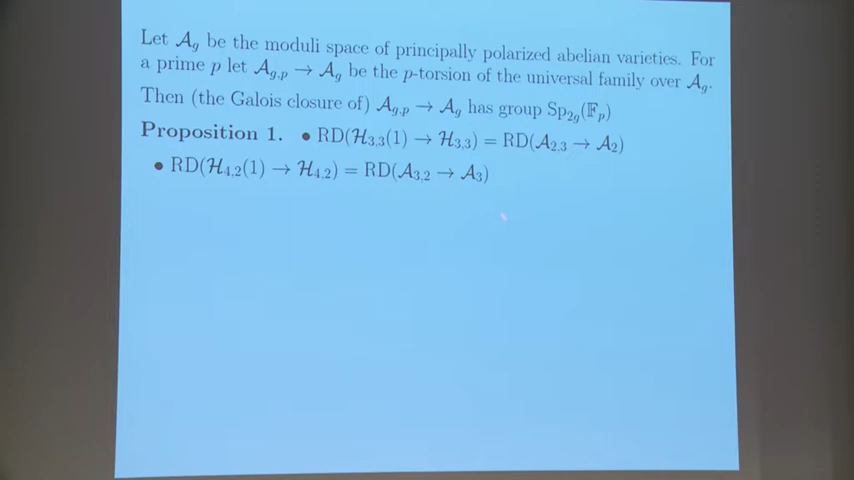 Let 𝒜_g be the moduli space of principally polarized abelian varieties. For
a prime p let 𝒜_{g,p} → 𝒜_g be the p-torsion of the universal family over 𝒜_g.
Then (the Galois closure of) 𝒜_{g,p} → 𝒜_g has group Sp_{2g}(𝔽_p)
Proposition 1. • RD(ℋ_{3,3}(1) → ℋ_{3,3}) = RD(𝒜_{2,3} → 𝒜_2)
• RD(ℋ_{4,2}(1) → ℋ_{4,2}) = RD(𝒜_{3,2} → 𝒜_3)